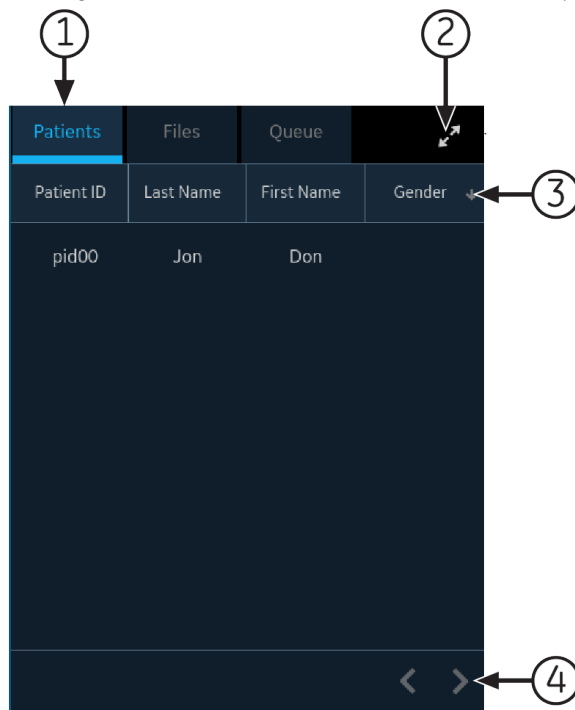 1 2
Patients Files Queue
Patient ID Last Name First Name Gender 3
pid00 Jon Don
4